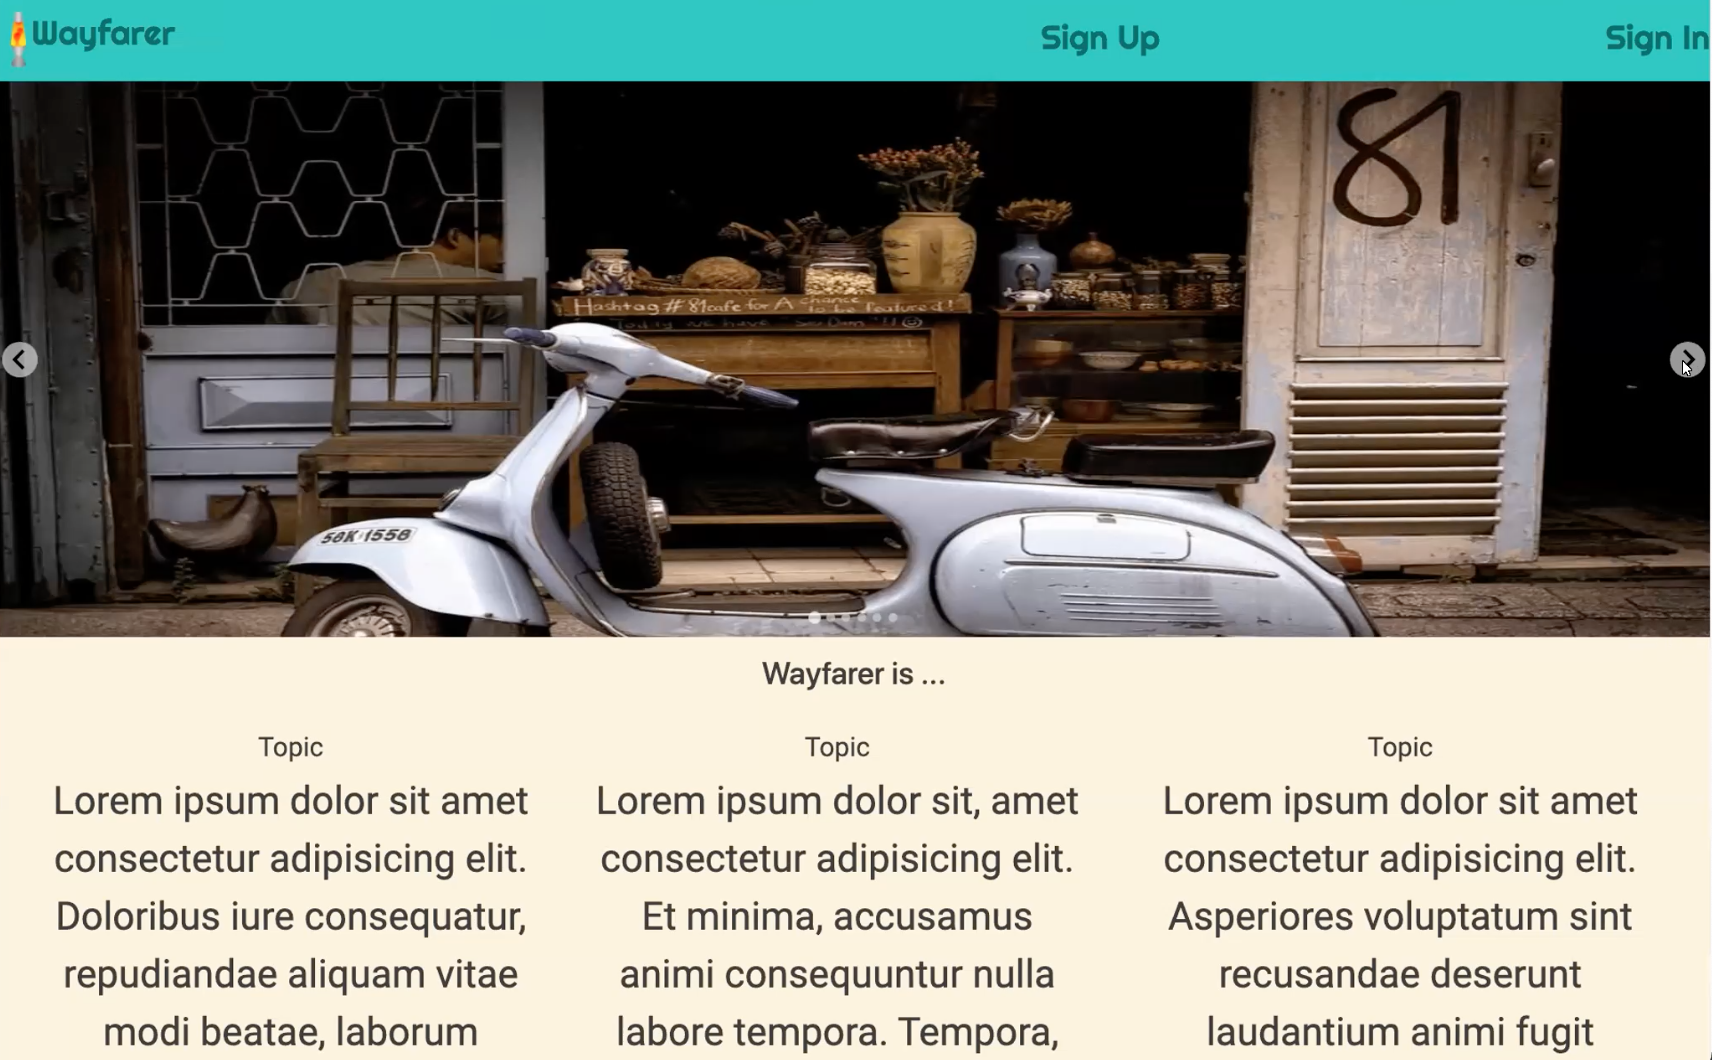 Wayfarer
Sign Up
Sign In
81
Hashtag # 81cafe for A chance
to be featured!
we have
56K 1558
Wayfarer is ...
Topic
Lorem ipsum dolor sit amet
consectetur adipisicing elit.
Doloribus iure consequatur,
repudiandae aliquam vitae
modi beatae, laborum
Topic
Lorem ipsum dolor sit, amet
consectetur adipisicing elit.
Et minima, accusamus
animi consequuntur nulla
labore tempora. Tempora,
Topic
Lorem ipsum dolor sit amet
consectetur adipisicing elit.
Asperiores voluptatum sint
recusandae deserunt
laudantium animi fugit